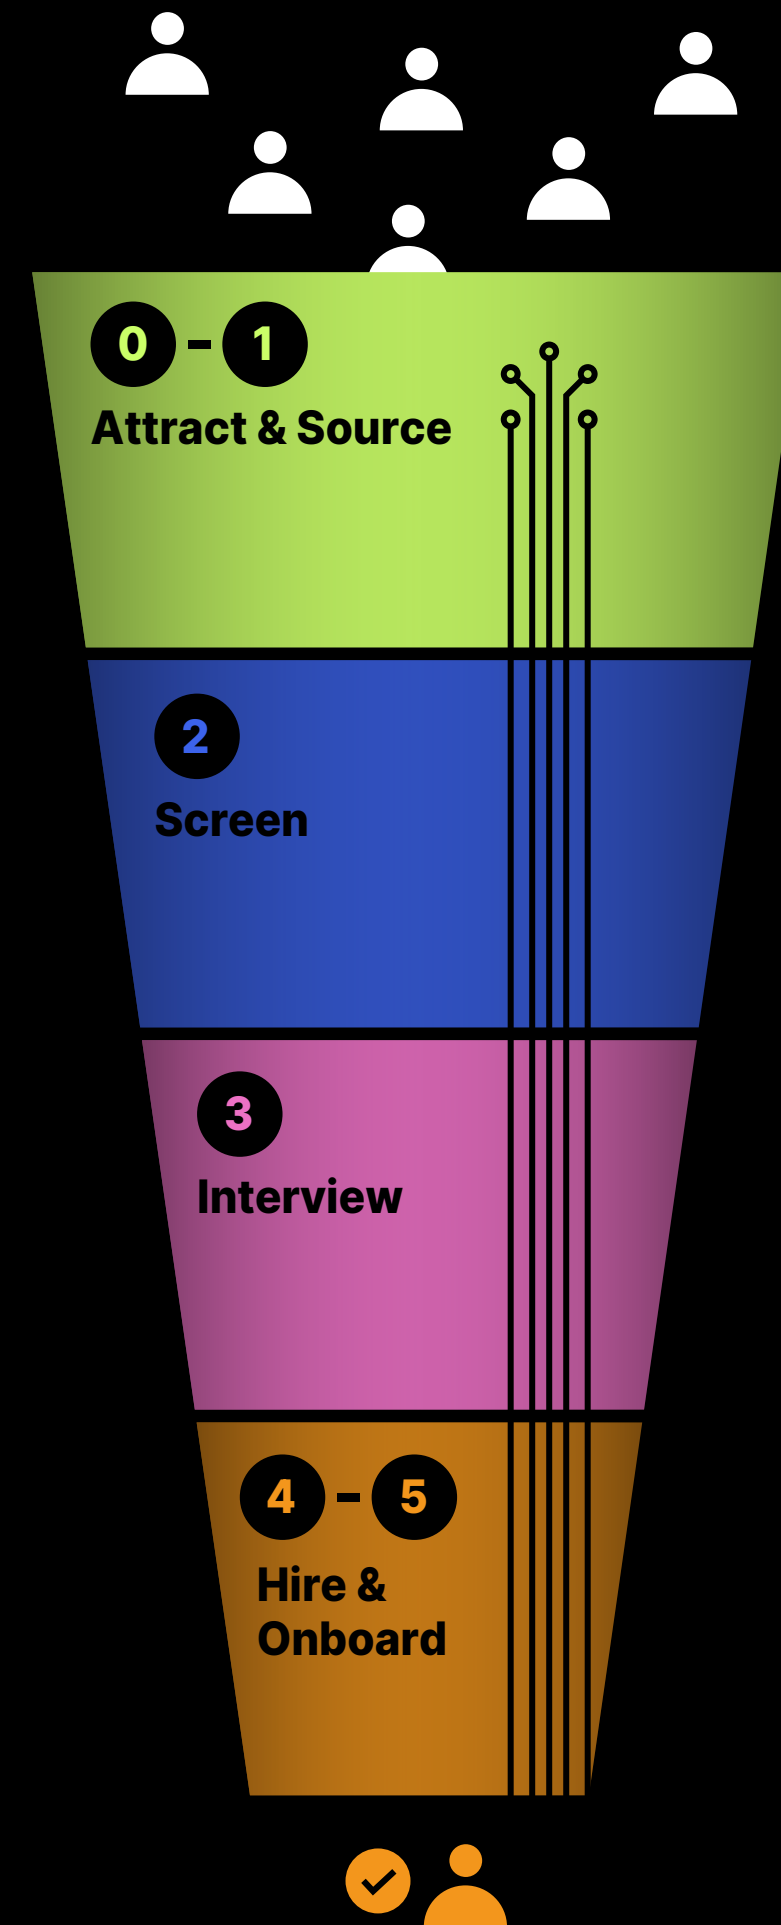 0 - 1
Attract & Source
2
Screen
3
Interview
4 - 5
Hire &
Onboard